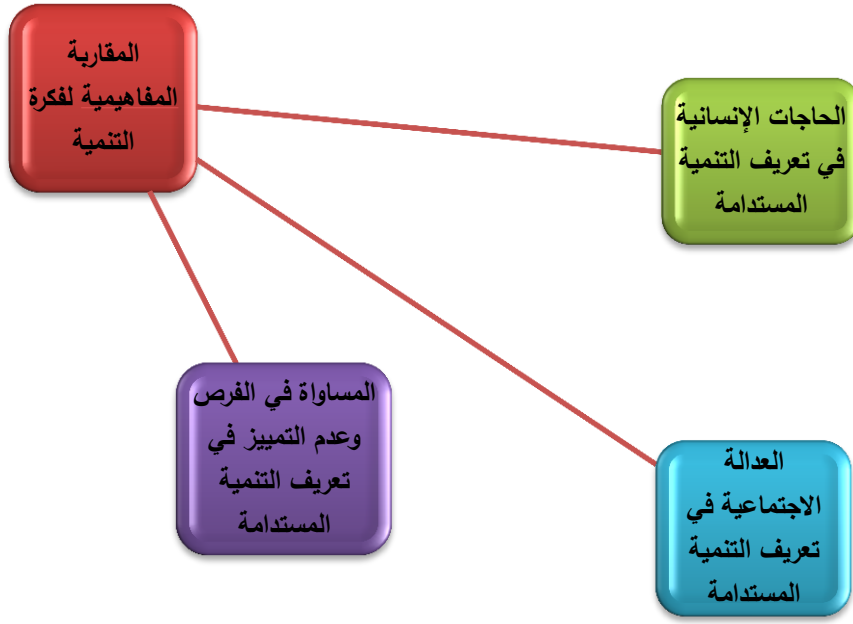 المقاربة
المفاهيمية لفكرة
التنمية
الحاجات الإنسانية
في تعريف التنمية
المستدامة
المساواة في الفرص
وعدم التمييز في
تعريف التنمية
المستدامة
العدالة
الاجتماعية في
تعريف التنمية
المستدامة